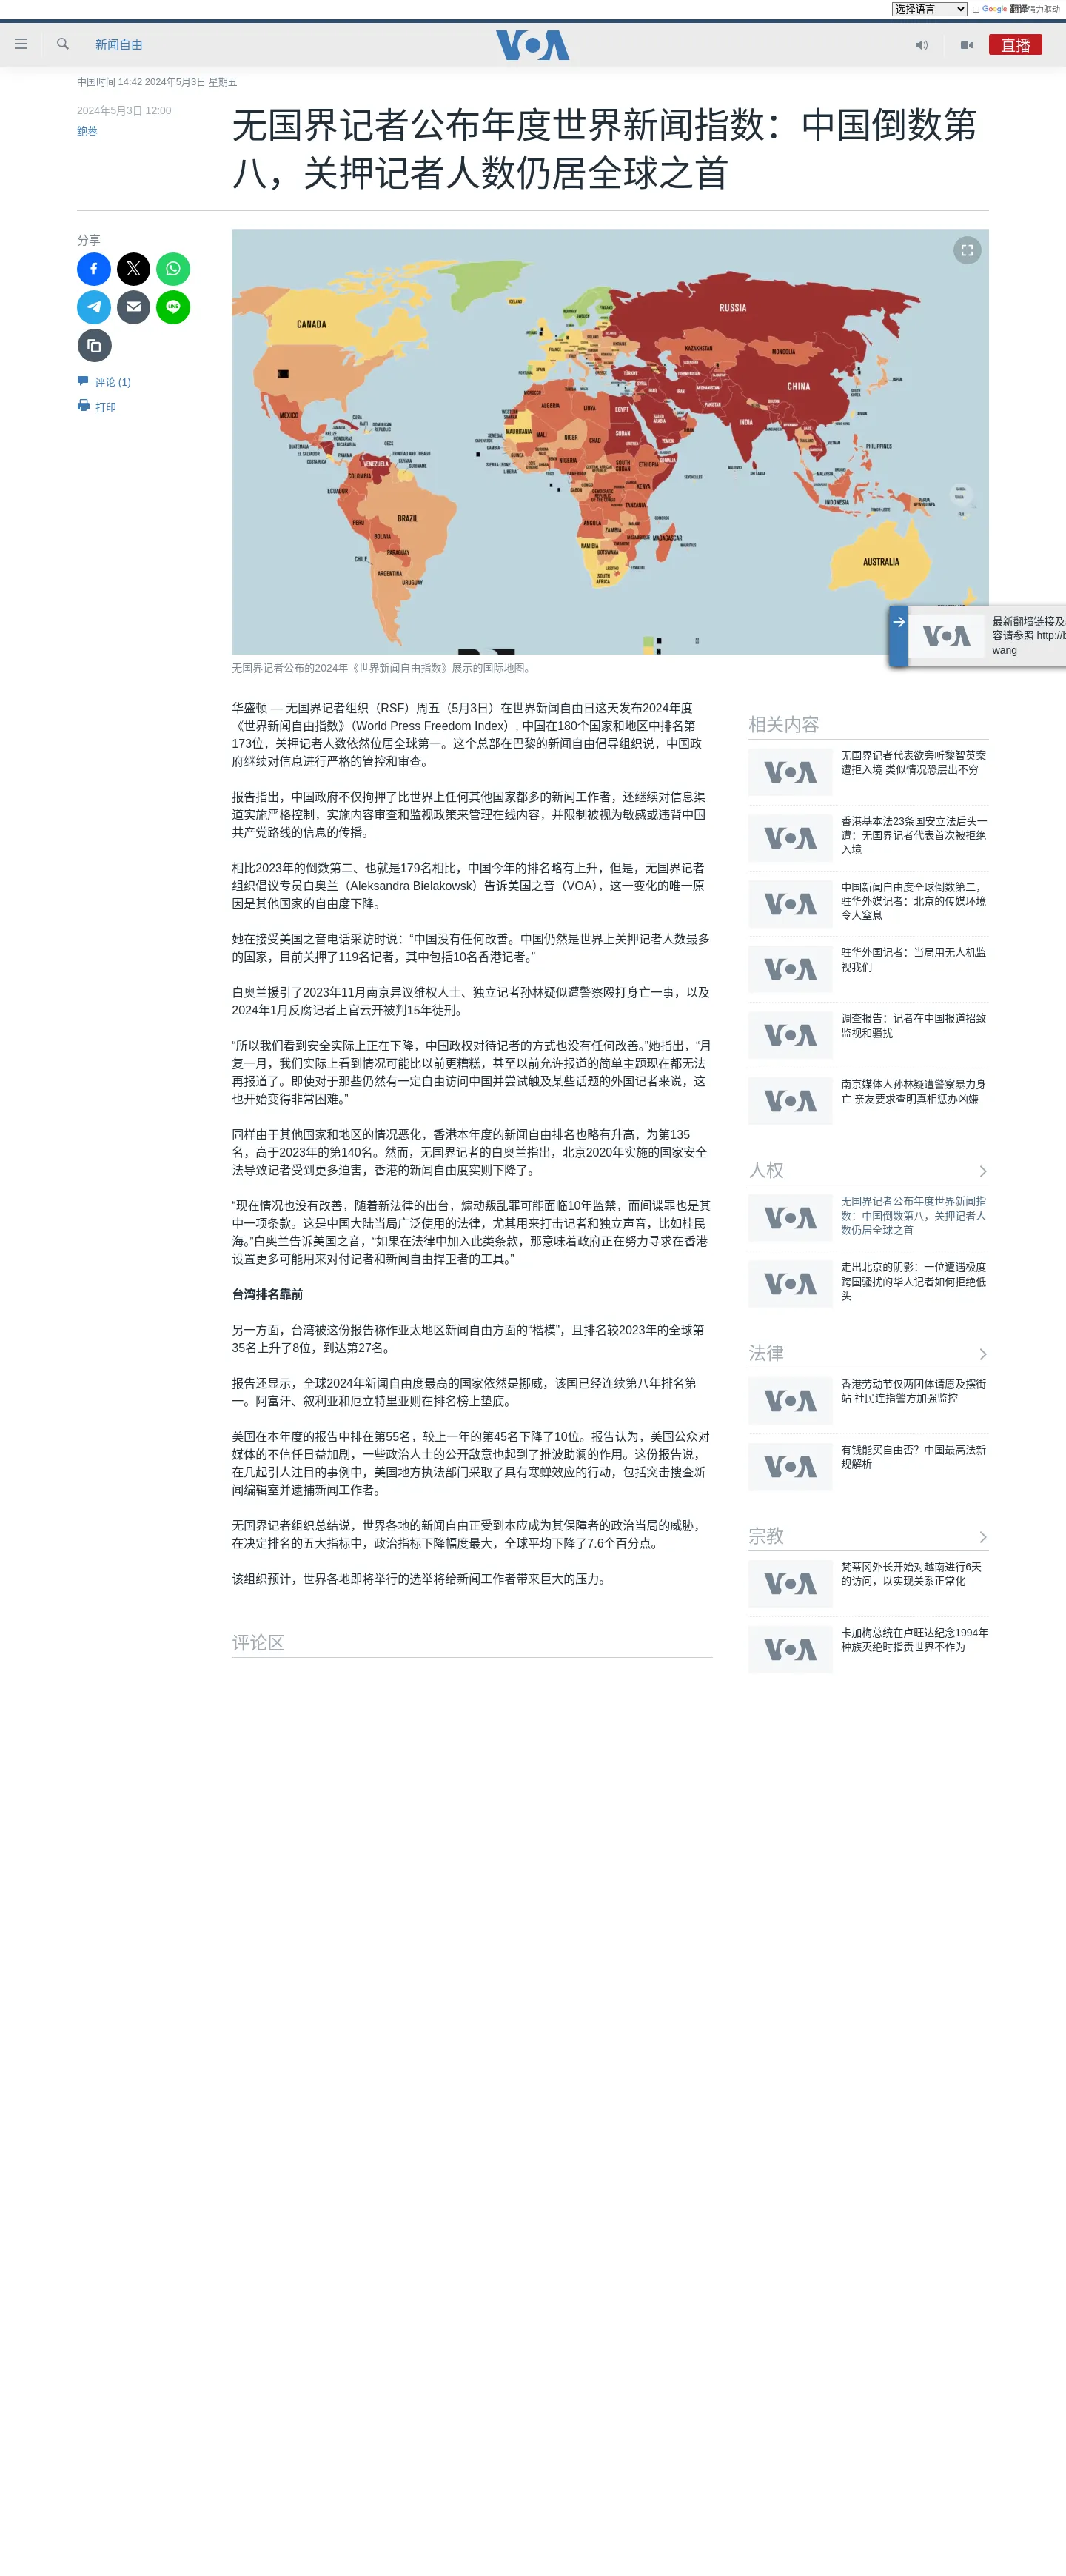 选择语言
由 Google 翻译强力驱动
新闻自由
VOA
直播
中国时间 14:42 2024年5月3日 星期五
2024年5月3日 12:00
鲍蓉
无国界记者公布年度世界新闻指数：中国倒数第
八，关押记者人数仍居全球之首
分享
评论 (1)
打印
ICELAND
CANADA
RUSSIA
KAZAKHSTAN
MONGOLIA
CHINA
JAPAN
MEXICO
ALGERIA
LIBYA
EGYPT
INDIA
MAURITANIA
MALI
NIGER
CHAD
SUDAN
PHILIPPINES
VENEZUELA
COLOMBIA
ECUADOR
ETHIOPIA
KENYA
INDONESIA
BRAZIL
PERU
BOLIVIA
TANZANIA
ANGOLA
ZAMBIA
MADAGASCAR
NAMIBIA
BOTSWANA
PARAGUAY
CHILE
ARGENTINA
URUGUAY
SOUTH
AFRICA
AUSTRALIA
最新翻墙链接及
容请参照 http://b
wang
无国界记者公布的2024年《世界新闻自由指数》展示的国际地图。
华盛顿 — 无国界记者组织（RSF）周五（5月3日）在世界新闻自由日这天发布2024年度
《世界新闻自由指数》（World Press Freedom Index）, 中国在180个国家和地区中排名第
173位，关押记者人数依然位居全球第一。这个总部在巴黎的新闻自由倡导组织说，中国政
府继续对信息进行严格的管控和审查。
报告指出，中国政府不仅拘押了比世界上任何其他国家都多的新闻工作者，还继续对信息渠
道实施严格控制，实施内容审查和监视政策来管理在线内容，并限制被视为敏感或违背中国
共产党路线的信息的传播。
相比2023年的倒数第二、也就是179名相比，中国今年的排名略有上升，但是，无国界记者
组织倡议专员白奥兰（Aleksandra Bielakowsk）告诉美国之音（VOA），这一变化的唯一原
因是其他国家的自由度下降。
她在接受美国之音电话采访时说：“中国没有任何改善。中国仍然是世界上关押记者人数最多
的国家，目前关押了119名记者，其中包括10名香港记者。”
白奥兰援引了2023年11月南京异议维权人士、独立记者孙林疑似遭警察殴打身亡一事，以及
2024年1月反腐记者上官云开被判15年徒刑。
“所以我们看到安全实际上正在下降，中国政权对待记者的方式也没有任何改善。”她指出，“月
复一月，我们实际上看到情况可能比以前更糟糕，甚至以前允许报道的简单主题现在都无法
再报道了。即使对于那些仍然有一定自由访问中国并尝试触及某些话题的外国记者来说，这
也开始变得非常困难。”
同样由于其他国家和地区的情况恶化，香港本年度的新闻自由排名也略有升高，为第135
名，高于2023年的第140名。然而，无国界记者的白奥兰指出，北京2020年实施的国家安全
法导致记者受到更多迫害，香港的新闻自由度实则下降了。
“现在情况也没有改善，随着新法律的出台，煽动叛乱罪可能面临10年监禁，而间谍罪也是其
中一项条款。这是中国大陆当局广泛使用的法律，尤其用来打击记者和独立声音，比如桂民
海。”白奥兰告诉美国之音，“如果在法律中加入此类条款，那意味着政府正在努力寻求在香港
设置更多可能用来对付记者和新闻自由捍卫者的工具。”
台湾排名靠前
另一方面，台湾被这份报告称作亚太地区新闻自由方面的“楷模”，且排名较2023年的全球第
35名上升了8位，到达第27名。
报告还显示，全球2024年新闻自由度最高的国家依然是挪威，该国已经连续第八年排名第
一。阿富汗、叙利亚和厄立特里亚则在排名榜上垫底。
美国在本年度的报告中排在第55名，较上一年的第45名下降了10位。报告认为，美国公众对
媒体的不信任日益加剧，一些政治人士的公开敌意也起到了推波助澜的作用。这份报告说，
在几起引人注目的事例中，美国地方执法部门采取了具有寒蝉效应的行动，包括突击搜查新
闻编辑室并逮捕新闻工作者。
无国界记者组织总结说，世界各地的新闻自由正受到本应成为其保障者的政治当局的威胁，
在决定排名的五大指标中，政治指标下降幅度最大，全球平均下降了7.6个百分点。
该组织预计，世界各地即将举行的选举将给新闻工作者带来巨大的压力。
评论区
相关内容
无国界记者代表欲旁听黎智英案
遭拒入境 类似情况恐层出不穷
香港基本法23条国安立法后头一
遭：无国界记者代表首次被拒绝
入境
中国新闻自由度全球倒数第二，
驻华外媒记者：北京的传媒环境
令人窒息
驻华外国记者：当局用无人机监
视我们
调查报告：记者在中国报道招致
监视和骚扰
南京媒体人孙林疑遭警察暴力身
亡 亲友要求查明真相惩办凶嫌
人权
无国界记者公布年度世界新闻指
数：中国倒数第八，关押记者人
数仍居全球之首
走出北京的阴影：一位遭遇极度
跨国骚扰的华人记者如何拒绝低
头
法律
香港劳动节仅两团体请愿及摆街
站 社民连指警方加强监控
有钱能买自由否？中国最高法新
规解析
宗教
梵蒂冈外长开始对越南进行6天
的访问，以实现关系正常化
卡加梅总统在卢旺达纪念1994年
种族灭绝时指责世界不作为